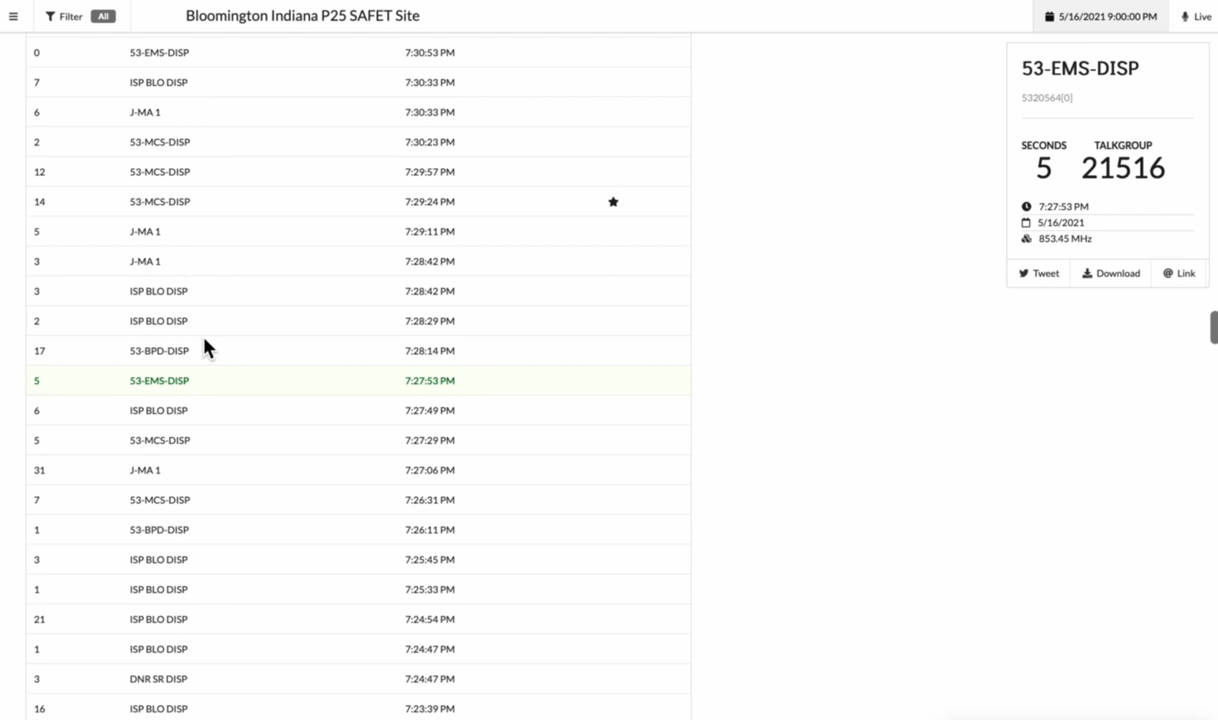 Filter All Bloomington Indiana P25 SAFET Site 5/16/2021 9:00:00 PM Live
0 53-EMS-DISP 7:30:53 PM
7 ISP BLO DISP 7:30:33 PM
6 J-MA 1 7:30:33 PM
2 53-MCS-DISP 7:30:23 PM
12 53-MCS-DISP 7:29:57 PM
14 53-MCS-DISP 7:29:24 PM
5 J-MA 1 7:29:11 PM
3 J-MA 1 7:28:42 PM
3 ISP BLO DISP 7:28:42 PM
2 ISP BLO DISP 7:28:29 PM
17 53-BPD-DISP 7:28:14 PM
5 53-EMS-DISP 7:27:53 PM
6 ISP BLO DISP 7:27:49 PM
5 53-MCS-DISP 7:27:29 PM
31 J-MA 1 7:27:06 PM
7 53-MCS-DISP 7:26:31 PM
1 53-BPD-DISP 7:26:11 PM
3 ISP BLO DISP 7:25:45 PM
1 ISP BLO DISP 7:25:33 PM
21 ISP BLO DISP 7:24:54 PM
1 ISP BLO DISP 7:24:47 PM
3 DNR SR DISP 7:24:47 PM
16 ISP BLO DISP 7:23:39 PM
53-EMS-DISP
5320564[0]
SECONDS TALKGROUP
5 21516
7:27:53 PM
5/16/2021
853.45 MHz
Tweet Download Link